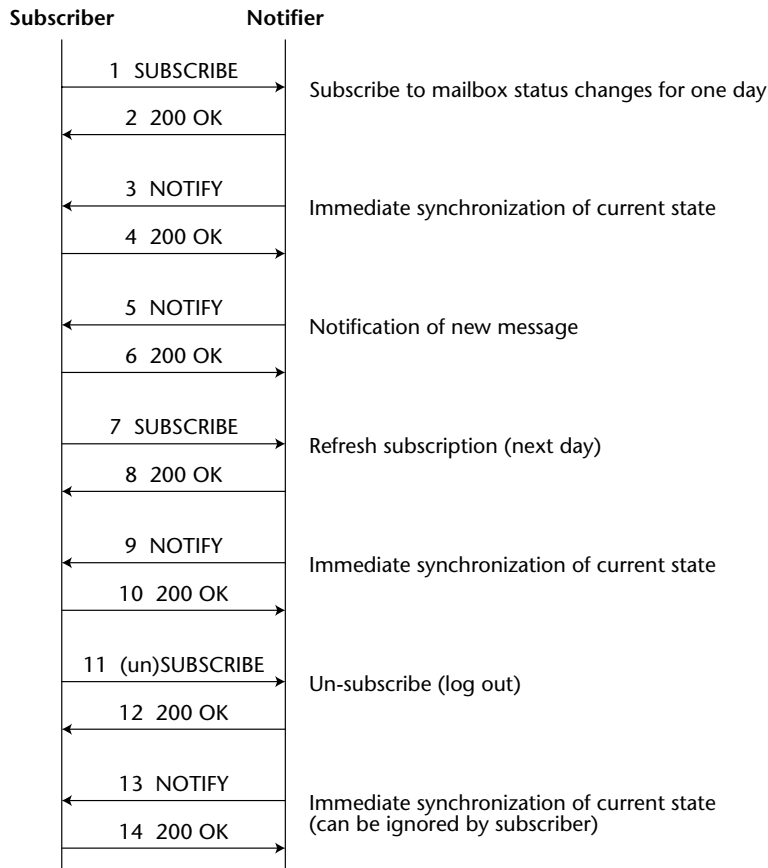 Subscriber Notifier
1 SUBSCRIBE
Subscribe to mailbox status changes for one day
2 200 OK
3 NOTIFY
Immediate synchronization of current state
4 200 OK
5 NOTIFY
Notification of new message
6 200 OK
7 SUBSCRIBE
Refresh subscription (next day)
8 200 OK
9 NOTIFY
Immediate synchronization of current state
10 200 OK
11 (un)SUBSCRIBE
Un-subscribe (log out)
12 200 OK
13 NOTIFY
Immediate synchronization of current state
(can be ignored by subscriber)
14 200 OK